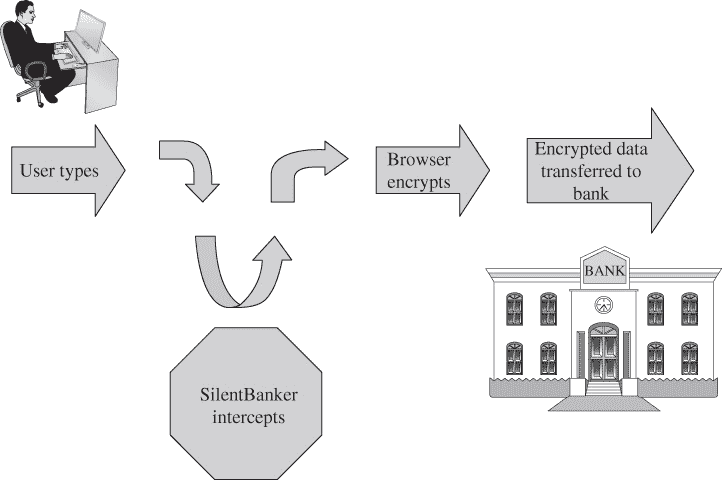 User types
Browser
encrypts
Encrypted data
transferred to
bank
BANK
SilentBanker
intercepts